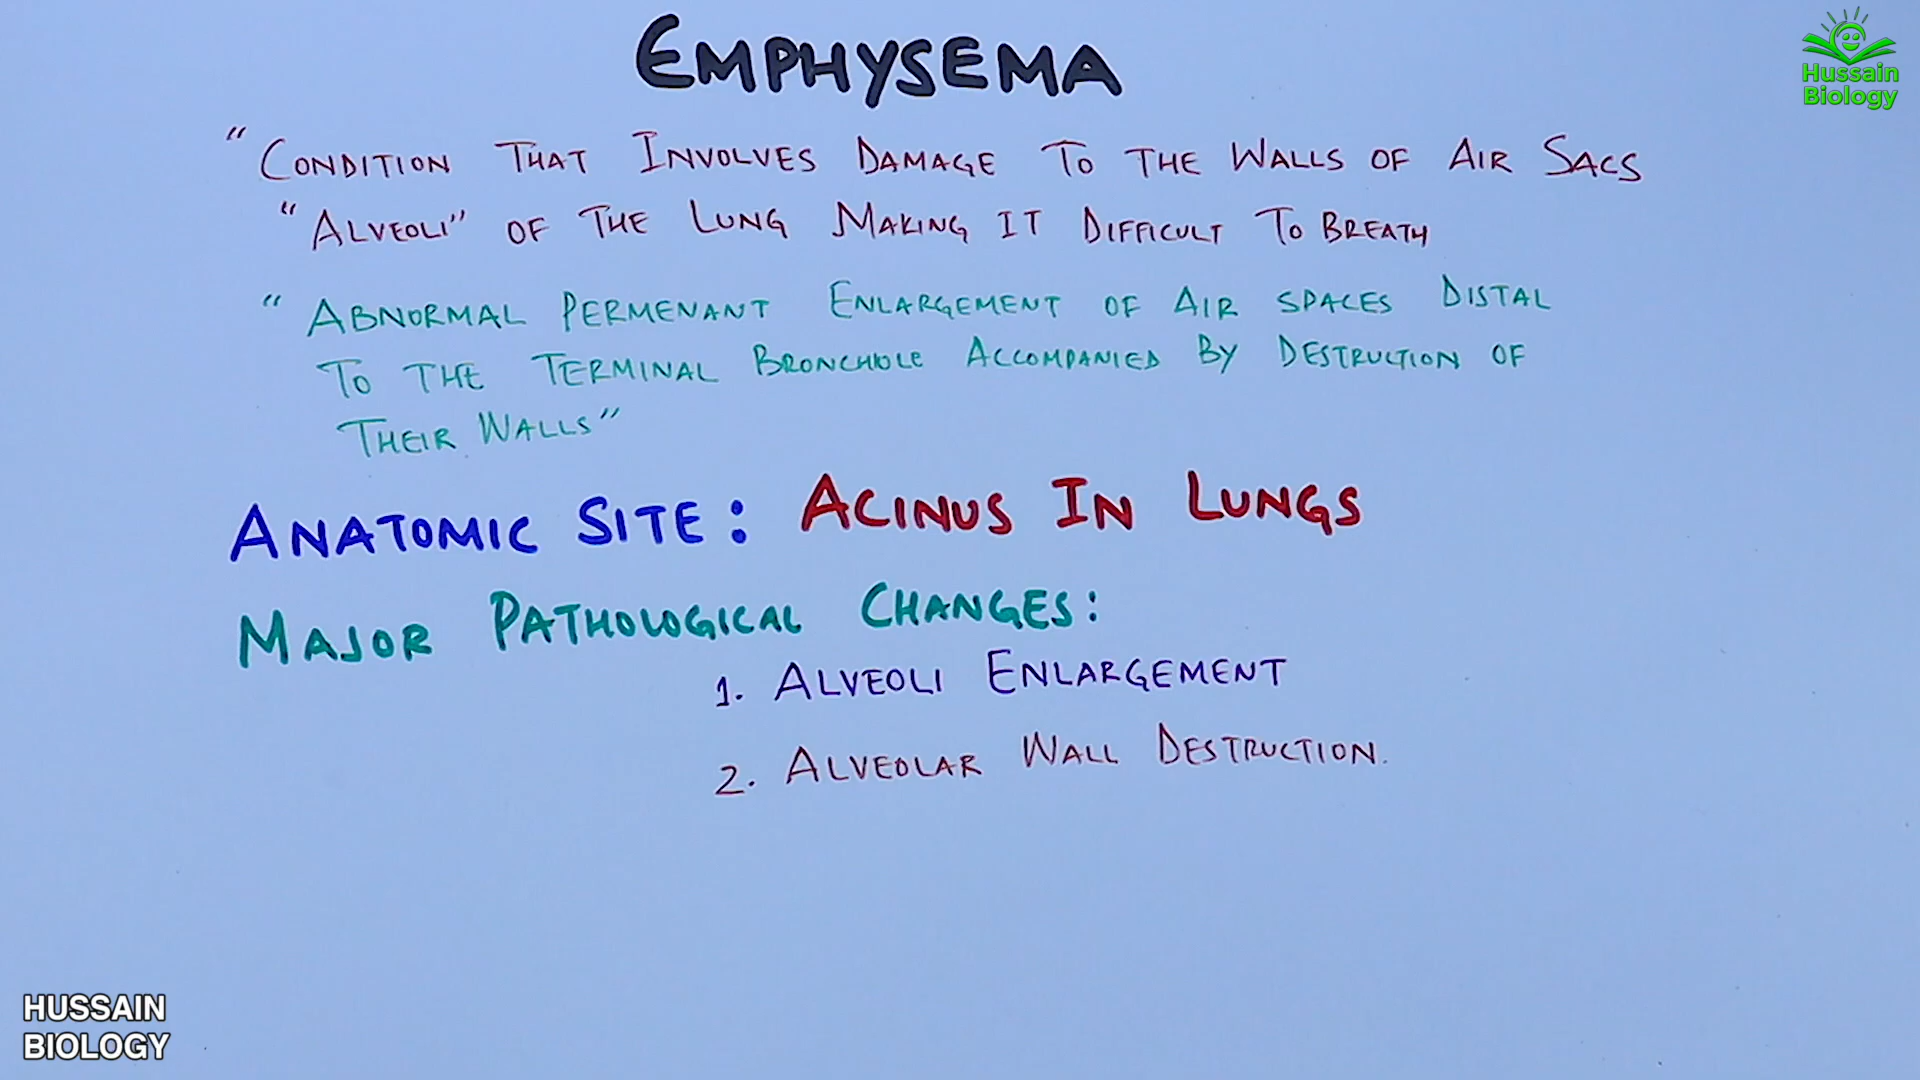 EMPHYSEMA
Hussain
Biology
" CONDITION THAT INVOLVES DAMAGE TO THE WALLS OF AIR SACS
"ALVEOLI" OF THE LUNG MAKING IT DIFFICULT TO BREATH
" ABNORMAL PERMENANT ENLARGEMENT OF AIR SPACES DISTAL
TO THE TERMINAL BRONCHIOLE ACCOMPANIED BY DESTRUCTION OF
THEIR WALLS"
ANATOMIC SITE: ACINUS IN LUNGS
MAJOR PATHOLOGICAL CHANGES:
1. ALVEOLI ENLARGEMENT
2. ALVEOLAR WALL DESTRUCTION.
HUSSAIN
BIOLOGY